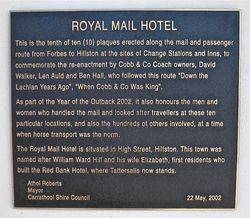 ROYAL MAIL HOTEL
This is the tenth of ten (10) plaques erected along the mail and passenger
route from Forbes to Hillston at the sites of Change Stations and Inns, to
commemorate the re-enactment by Cobb & Co Coach owners, David
Walker, Len Auld and Ben Hall, who followed this route "Down the
Lachlan Years Ago", "When Cobb & Co Was King".
As part of the Year of the Outback 2002, it also honours the men and
women who handled the mail and looked after travellers at these ten
particular locations, and also the hundreds of others involved, at a time
when horse transport was the norm.
The Royal Mail Hotel is situated in High Street, Hillston. This town was
named after William Ward Hill and his wife Elizabeth, first residents who
built the Red Bank Hotel, where Tattersalls now stands.
Athol Roberts
Mayor
Carrathool Shire Council
22 May, 2002